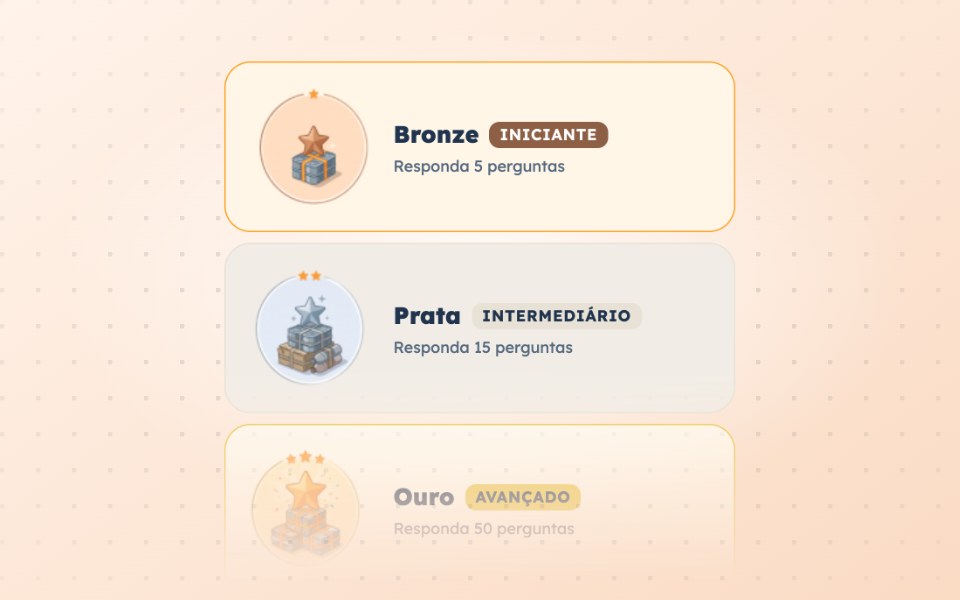 Bronze INICIANTE
Responda 5 perguntas
Prata INTERMEDIÁRIO
Responda 15 perguntas
Ouro AVANÇADO
Responda 50 perguntas